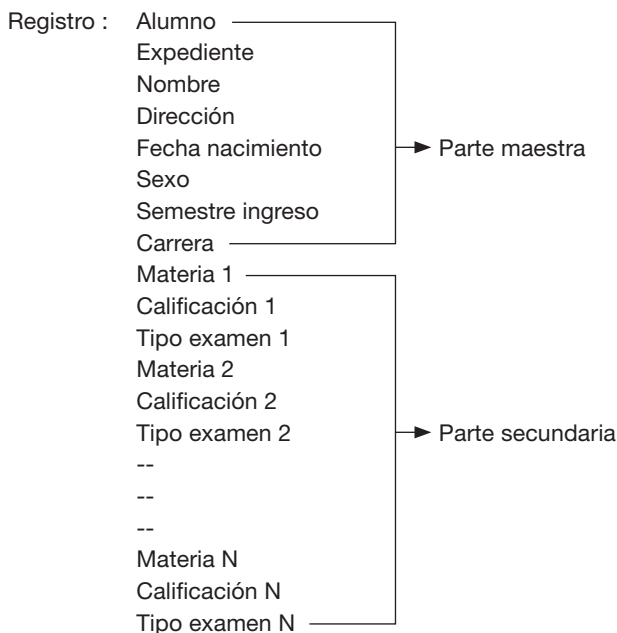 Registro : Alumno
Expediente
Nombre
Dirección
Fecha nacimiento Parte maestra
Sexo
Semestre ingreso
Carrera
Materia 1
Calificación 1
Tipo examen 1
Materia 2
Calificación 2
Tipo examen 2 Parte secundaria
--
--
--
Materia N
Calificación N
Tipo examen N